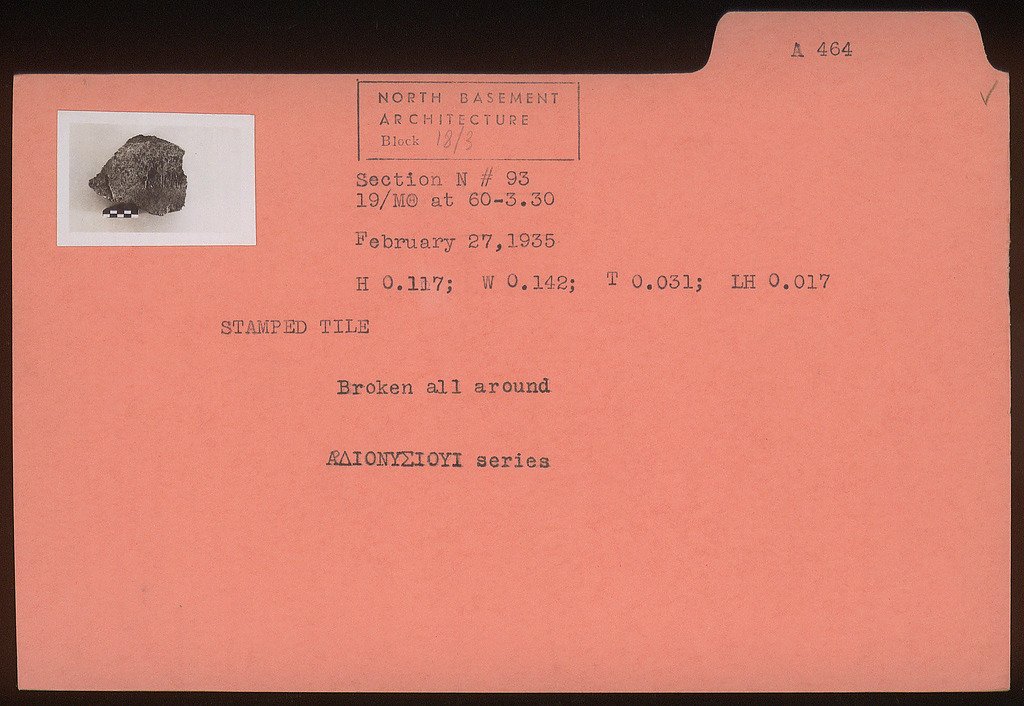 A 464
NORTH BASEMENT
ARCHITECTURE
Block 18/3
Section N # 93
19/ΜΘ at 60-3.30
February 27,1935
H 0.117; W 0.142; T 0.031; LH 0.017
STAMPED TILE
Broken all around
ΔΙΟΝΥΣΙΟΥΙ series